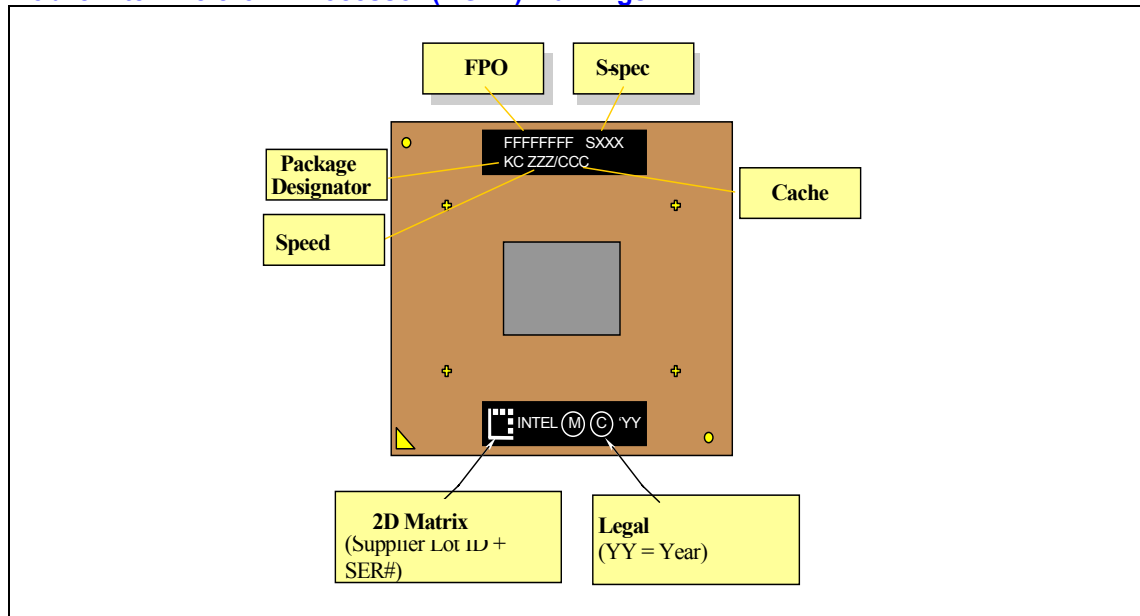 FPO
S-spec
FFFFFFFF SXXX
KC ZZZ/CCC
Package
Designator
Cache
Speed
INTEL M C 'YY
2D Matrix
(Supplier Lot ID +
SER#)
Legal
(YY = Year)